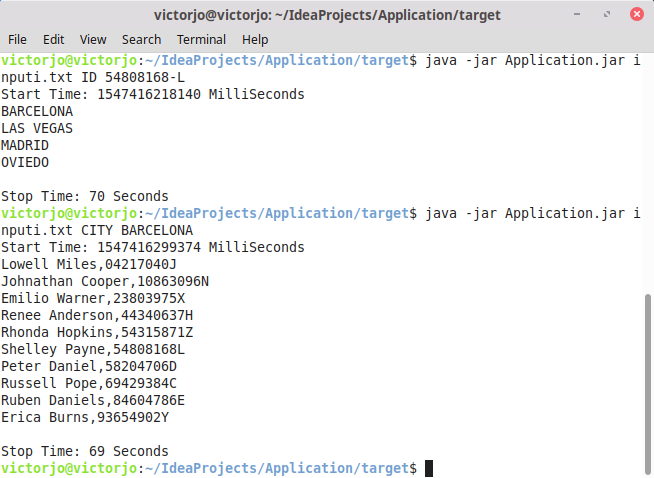 victorjo@victorjo: ~/IdeaProjects/Application/target
File Edit View Search Terminal Help
victorjo@victorjo:~/IdeaProjects/Application/target$ java -jar Application.jar i
nputi.txt ID 54808168-L
Start Time: 1547416218140 MilliSeconds
BARCELONA
LAS VEGAS
MADRID
OVIEDO
Stop Time: 70 Seconds
victorjo@victorjo:~/IdeaProjects/Application/target$ java -jar Application.jar i
nputi.txt CITY BARCELONA
Start Time: 1547416299374 MilliSeconds
Lowell Miles,04217040J
Johnathan Cooper,10863096N
Emilio Warner,23803975X
Renee Anderson,44340637H
Rhonda Hopkins,54315871Z
Shelley Payne,54808168L
Peter Daniel,58204706D
Russell Pope,69429384C
Ruben Daniels,84604786E
Erica Burns,93654902Y
Stop Time: 69 Seconds
victorjo@victorjo:~/IdeaProjects/Application/target$